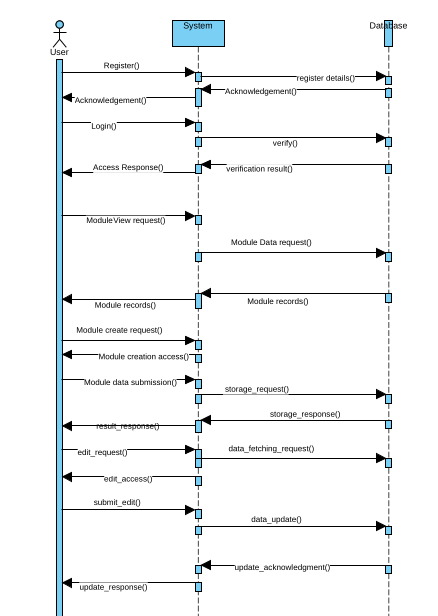 System
Database
User
Register()
register details()
Acknowledgement()
Acknowledgement()
Login()
verify()
Access Response()
verification result()
ModuleView request()
Module Data request()
Module records()
Module records()
Module create request()
Module creation access()
Module data submission()
storage_request()
storage_response()
result_response()
edit_request()
data_fetching_request()
edit_access()
submit_edit()
data_update()
update_acknowledgment()
update_response()